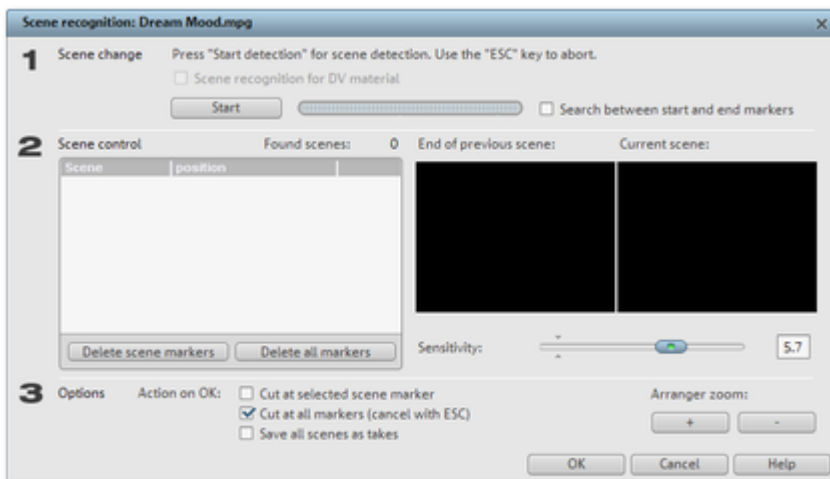 Scene recognition: Dream Mood.mpg
1 Scene change Press "Start detection" for scene detection. Use the "ESC" key to abort.
Scene recognition for DV material
Start Search between start and end markers
2 Scene control Found scenes: 0 End of previous scene: Current scene:
Scene position
Delete scene markers Delete all markers Sensitivity: 5.7
3 Options Action on OK: Cut at selected scene marker Arranger zoom:
Cut at all markers (cancel with ESC) + -
Save all scenes as takes
OK Cancel Help